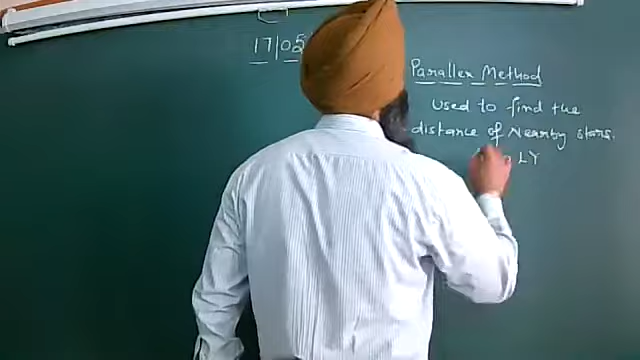 17/05
Parallex Method
Used to find the
distance of Nearby stars.
LY